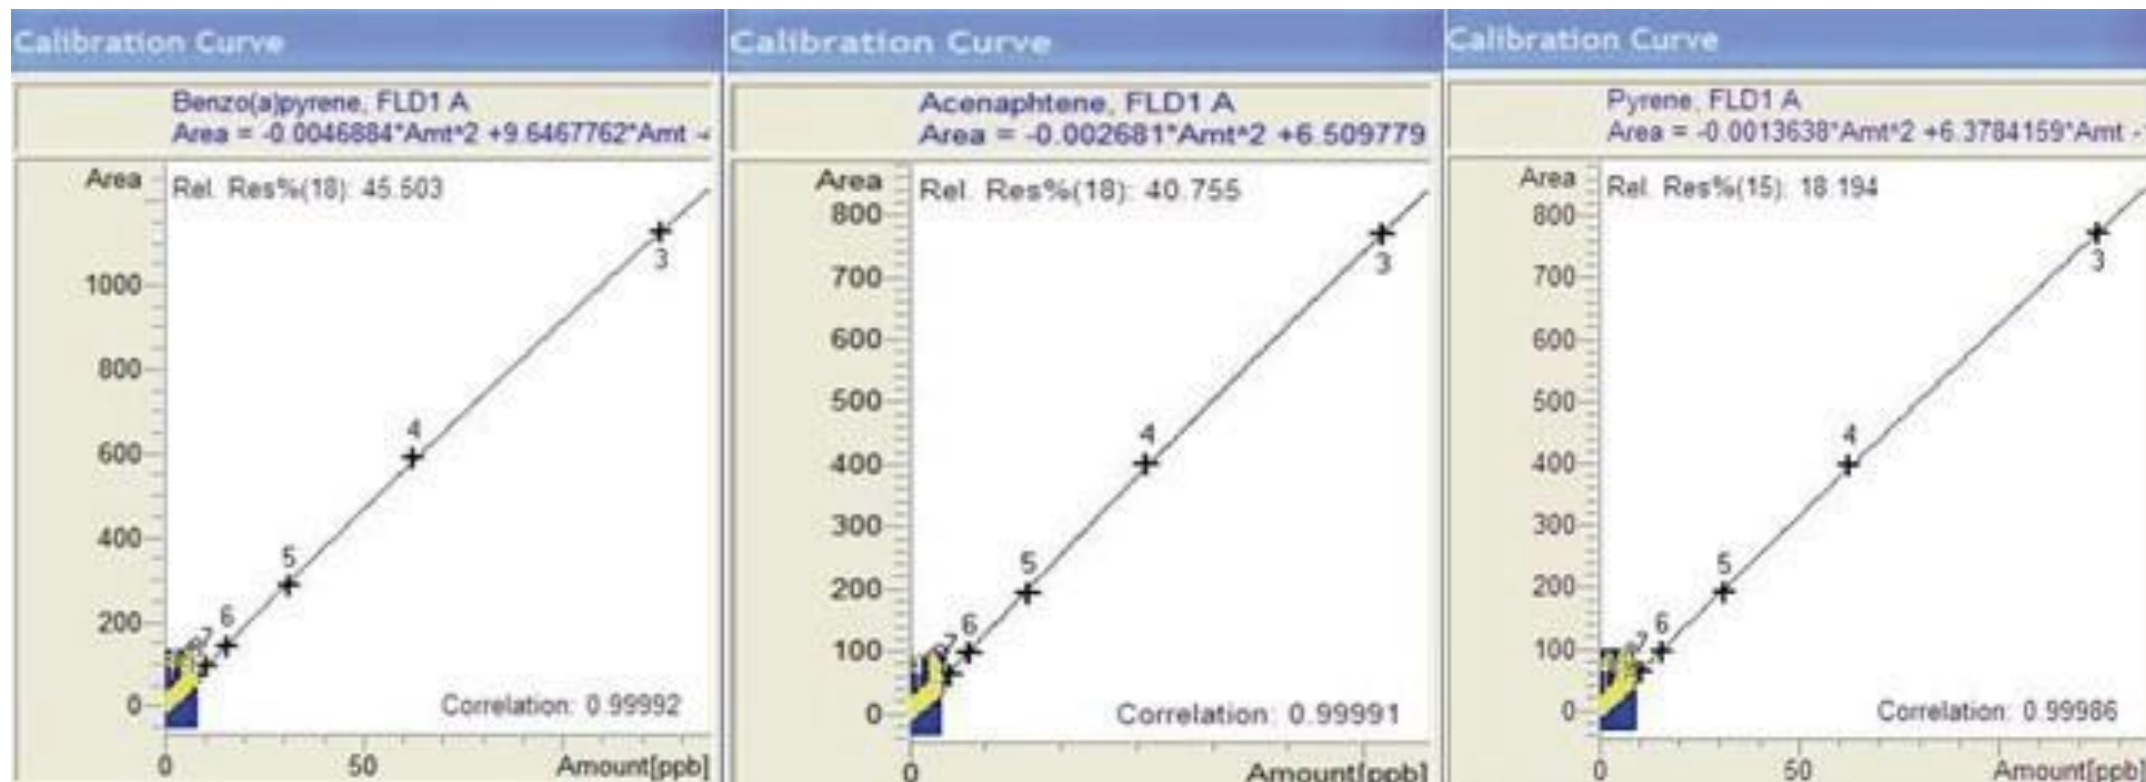 Calibration Curve
Benzo(a)pyrene, FLD1 A
Area = -0.0046884*Amt^2 +9.6467762*Amt -
Area
Rel. Res%(18): 45.503
1000
800
600
400
200
0
3
4
5
6
7
Correlation: 0.99992
0
50
Amount[ppb]
Calibration Curve
Acenaphtene, FLD1 A
Area = -0.002681*Amt^2 +6.509779
Area
Rel. Res%(18): 40.755
800
700
600
500
400
300
200
100
0
3
4
5
6
7
Correlation: 0.99991
0
Amount[ppb]
Calibration Curve
Pyrene, FLD1 A
Area = -0.0013638*Amt^2 +6.3784159*Amt -
Area
Rel. Res%(15): 18.194
800
700
600
500
400
300
200
100
0
3
4
5
6
7
Correlation: 0.99986
0
50
Amount[ppb]